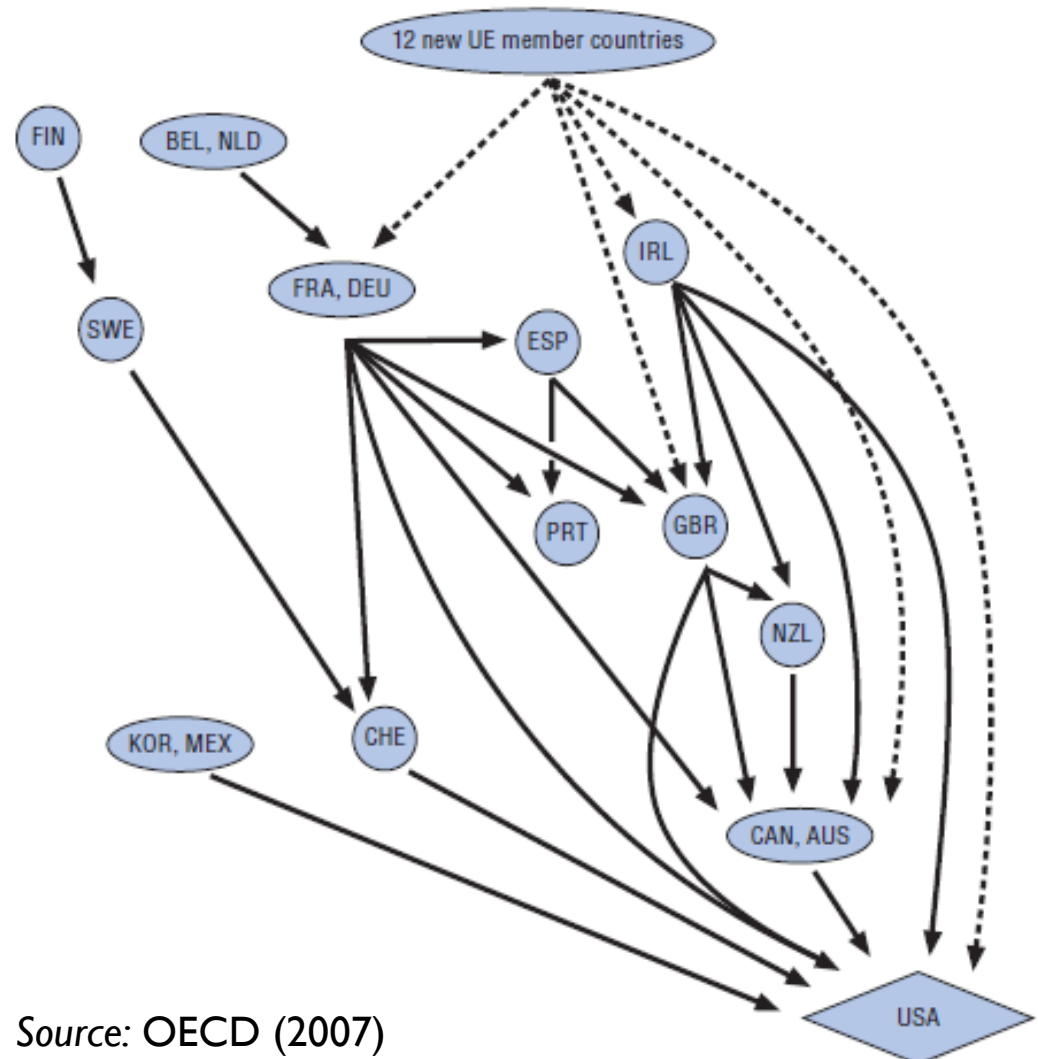 12 new UE member countries
FIN
BEL, NLD
IRL
FRA, DEU
SWE
ESP
PRT
GBR
NZL
KOR, MEX
CHE
CAN, AUS
USA
Source: OECD (2007)